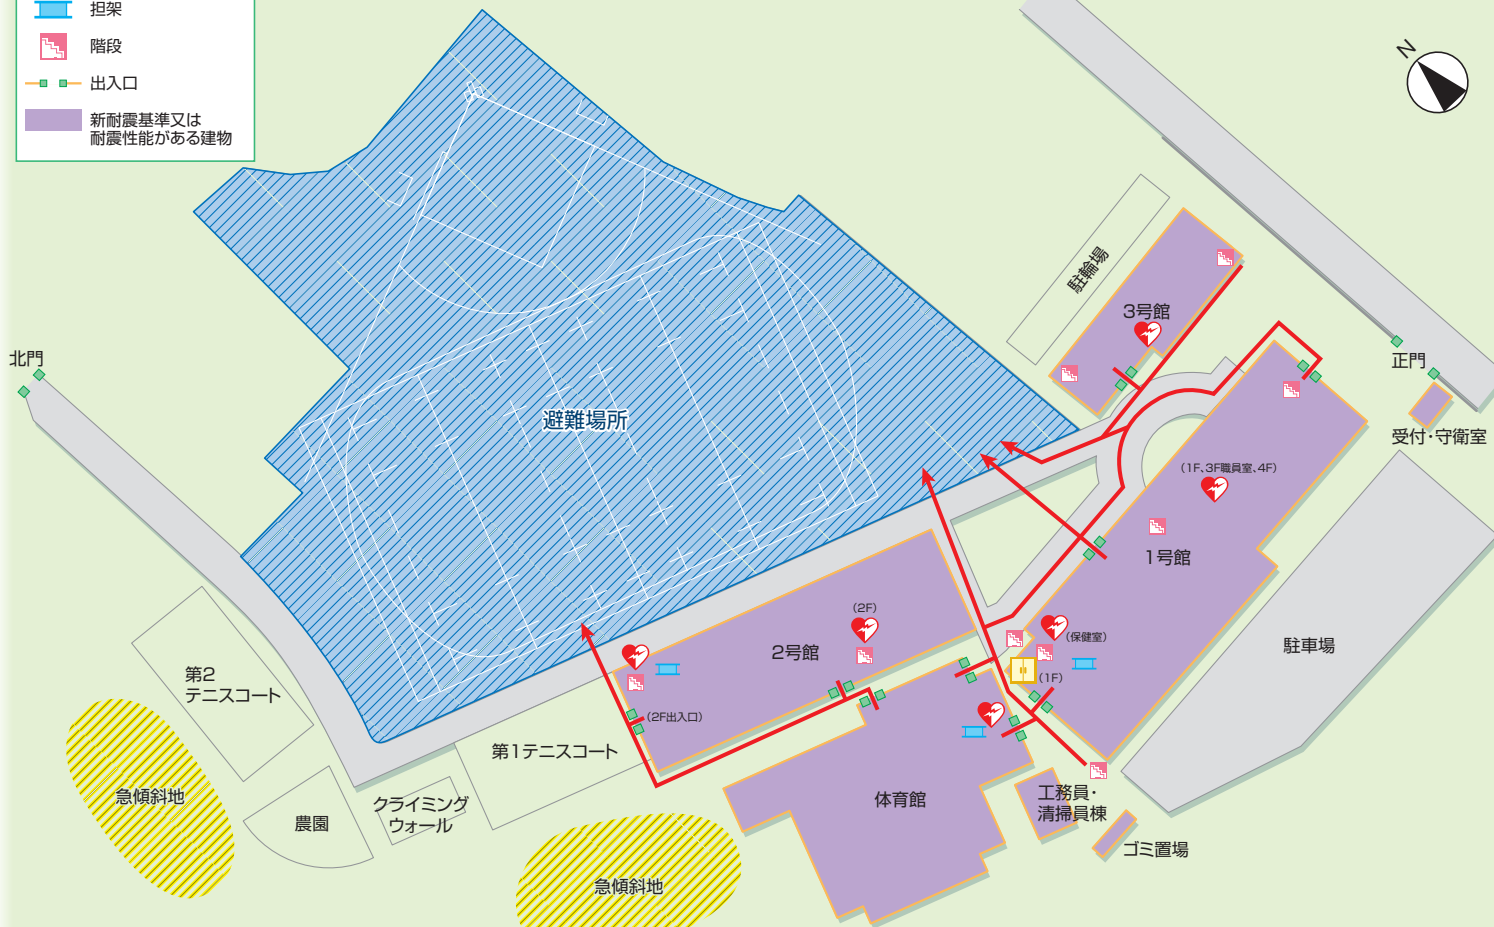 担架
階段
出入口
新耐震基準又は
耐震性能がある建物
N
駐輪場
3号館
正門
受付・守衛室
北門
避難場所
(1F、3F職員室、4F)
1号館
(2F)
2号館
(保健室)
(1F)
駐車場
第2
テニスコート
(2F出入口)
第1テニスコート
急傾斜地
農園
クライミング
ウォール
体育館
工務員・
清掃員棟
ゴミ置場
急傾斜地